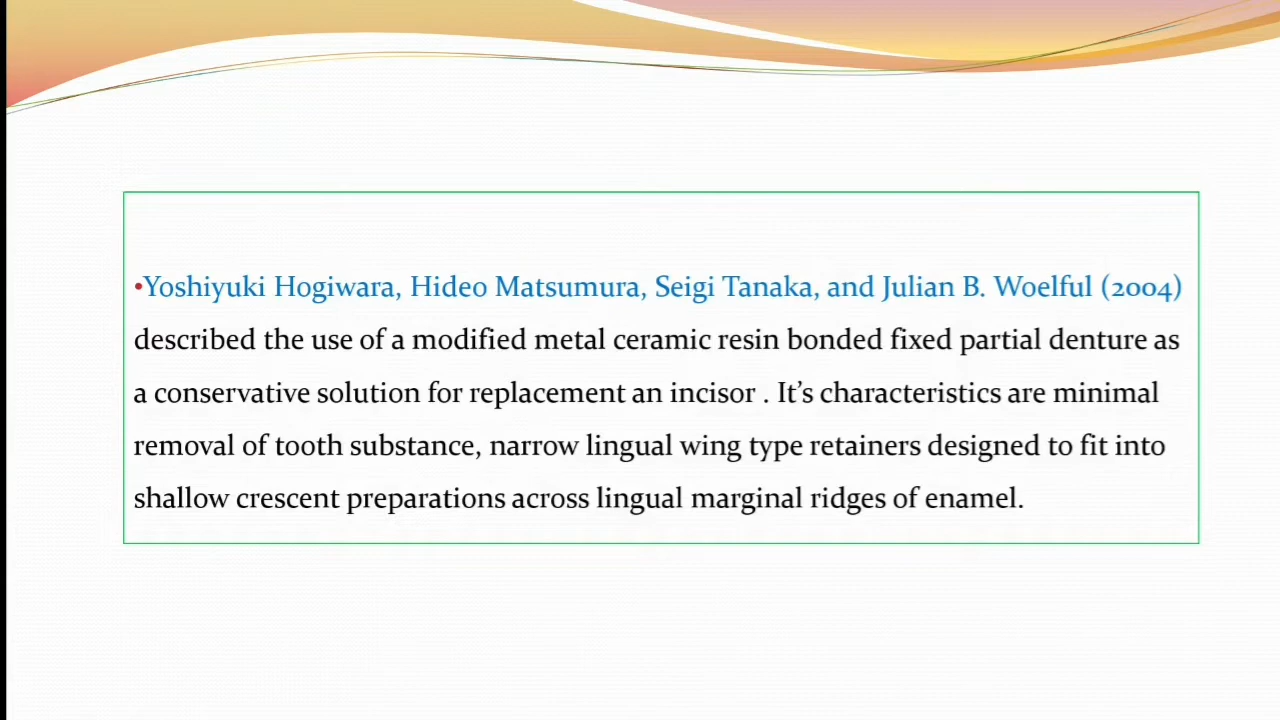 •Yoshiyuki Hogiwara, Hideo Matsumura, Seigi Tanaka, and Julian B. Woelful (2004)
described the use of a modified metal ceramic resin bonded fixed partial denture as
a conservative solution for replacement an incisor . It’s characteristics are minimal
removal of tooth substance, narrow lingual wing type retainers designed to fit into
shallow crescent preparations across lingual marginal ridges of enamel.